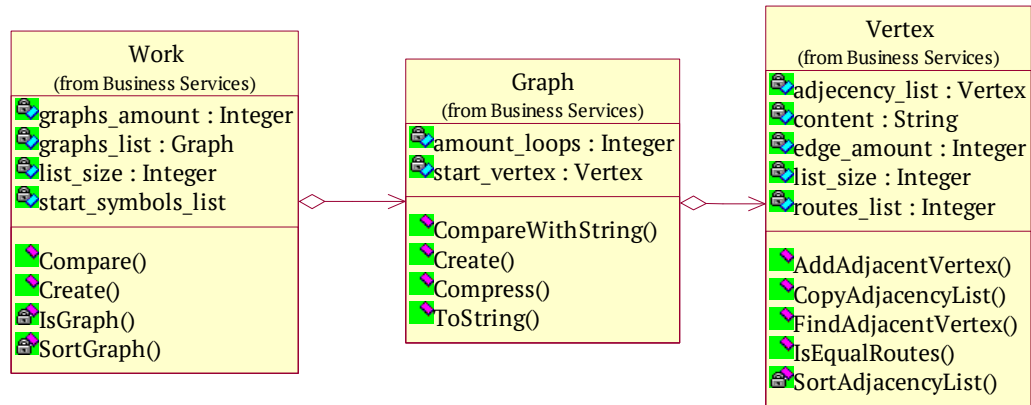 Work
(from Business Services)
graphs_amount : Integer
graphs_list : Graph
list_size : Integer
start_symbols_list
Compare()
Create()
IsGraph()
SortGraph()
Graph
(from Business Services)
amount_loops : Integer
start_vertex : Vertex
CompareWithString()
Create()
Compress()
ToString()
Vertex
(from Business Services)
adjecency_list : Vertex
content : String
edge_amount : Integer
list_size : Integer
routes_list : Integer
AddAdjacentVertex()
CopyAdjacencyList()
FindAdjacentVertex()
IsEqualRoutes()
SortAdjacencyList()